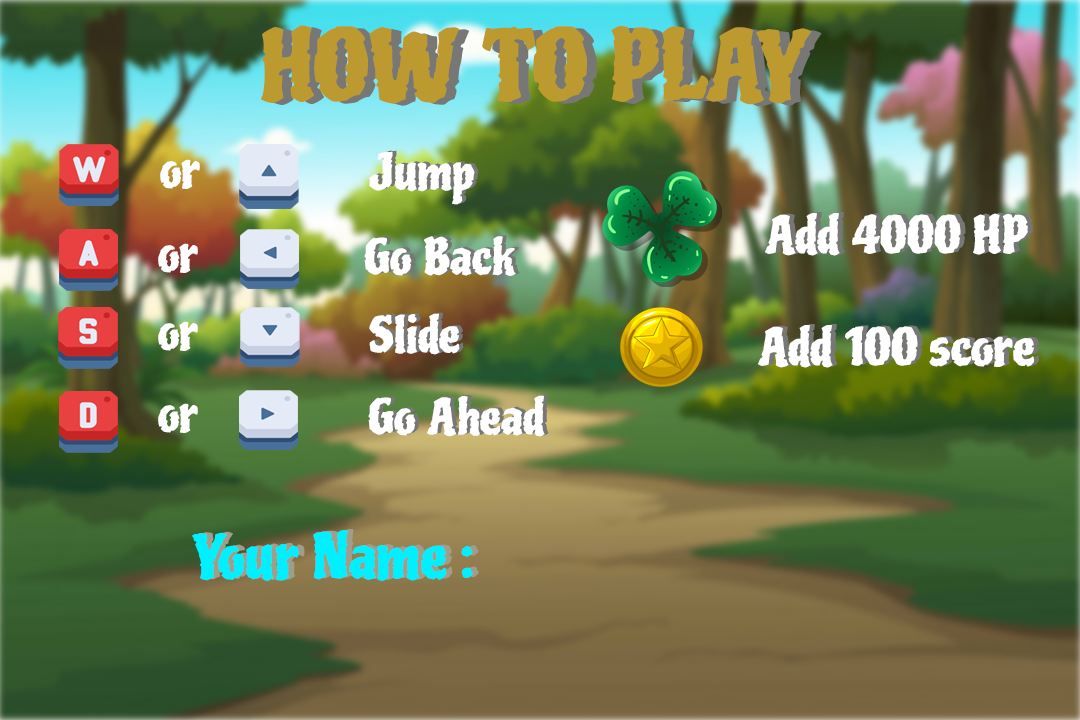 HOW TO PLAY
W or Jump
A or Go Back
S or Slide
D or Go Ahead
Add 4000 HP
Add 100 score
Your Name :